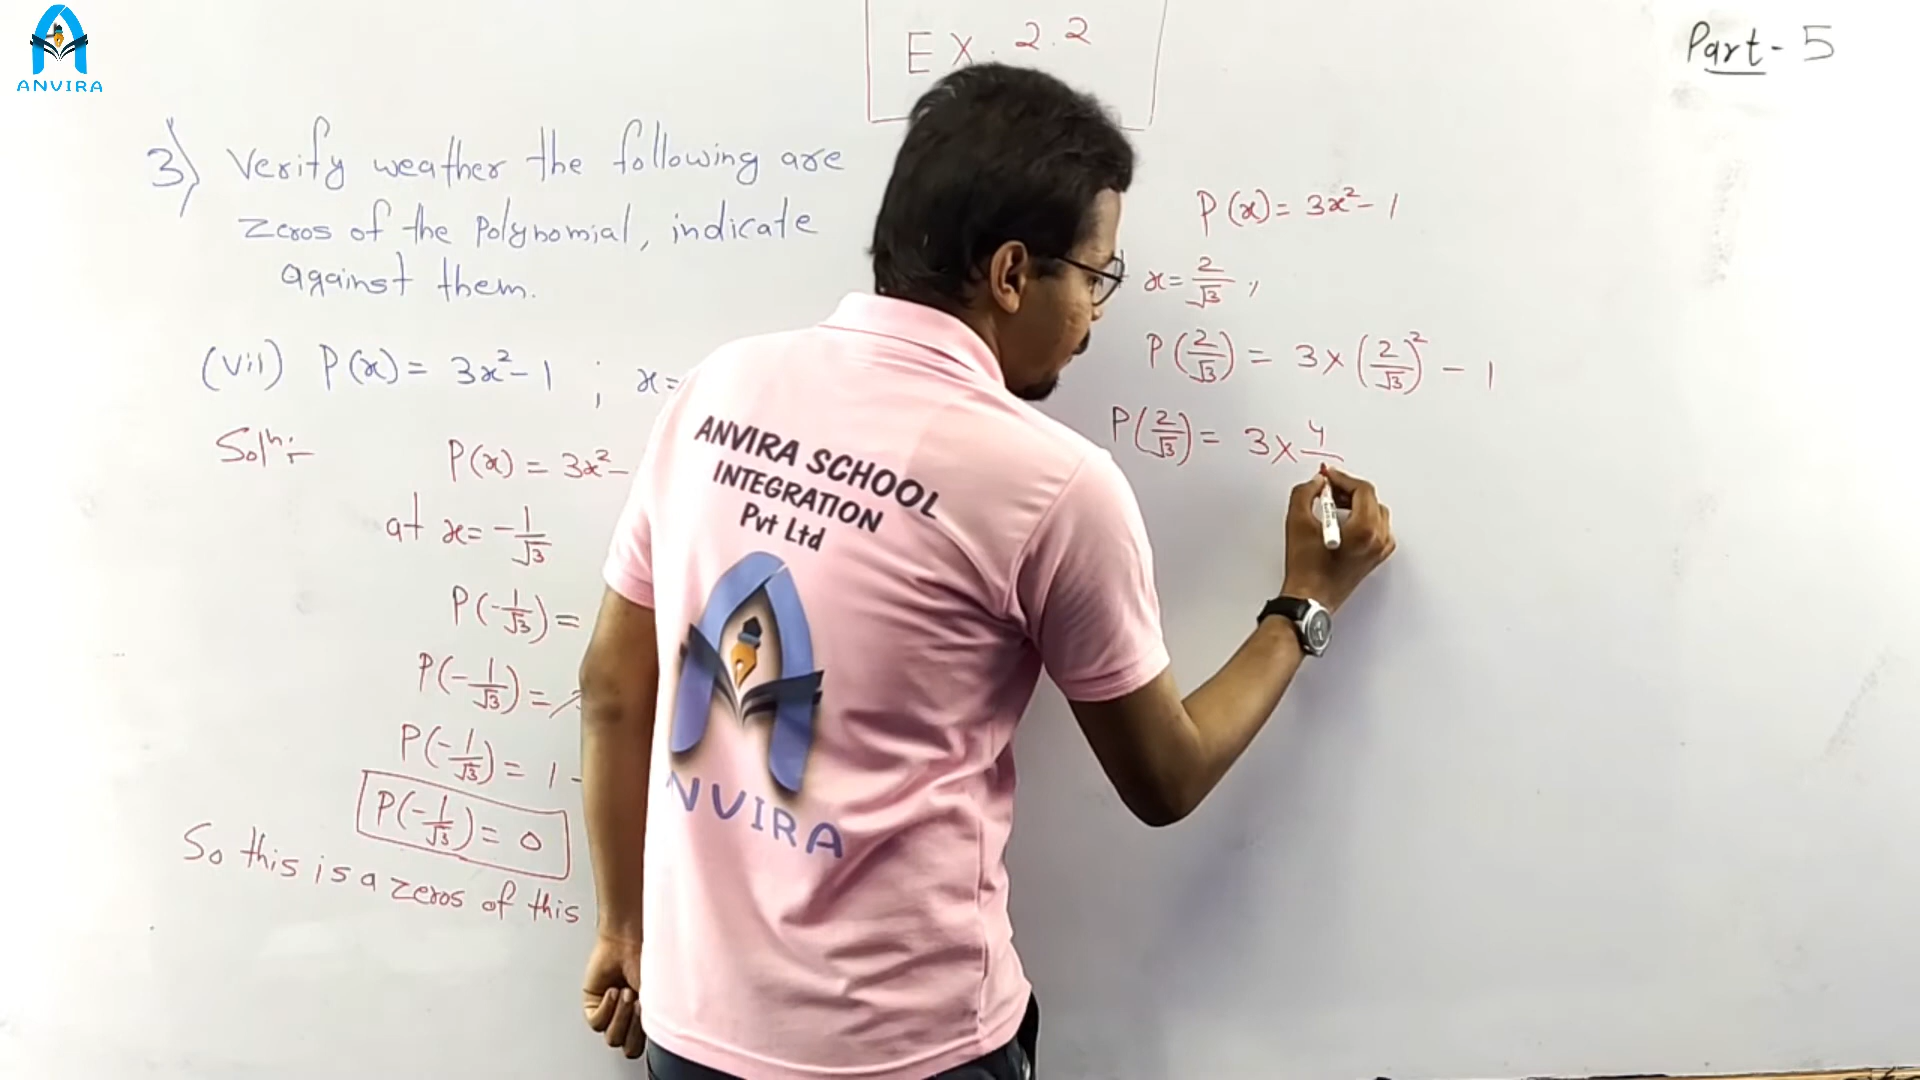 ANVIRA
EX. 2.2
Part - 5
3) Verify weather the following are
zeros of the polynomial, indicate
against them.
(vii) P(x) = 3x² - 1 ; x =
Solⁿ:-
P(x) = 3x² -
at x = -1/√3
P(-1/√3) =
P(-1/√3) =
P(-1/√3) = 1 -
P(-1/√3) = 0
So this is a zeros of this
P(x) = 3x² - 1
x = 2/√3,
P(2/√3) = 3 × (2/√3)² - 1
P(2/√3) = 3 × 4
ANVIRA SCHOOL
INTEGRATION
Pvt Ltd
NVIRA